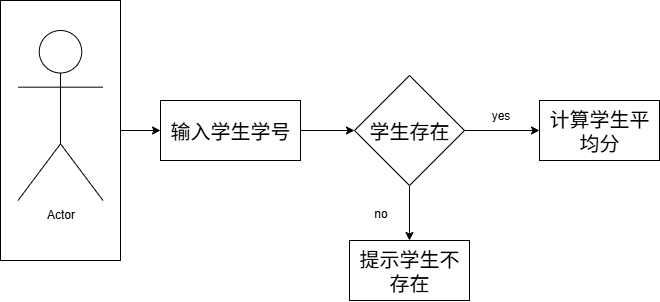 Actor
输入学生学号
学生存在
yes
计算学生平
均分
no
提示学生不
存在